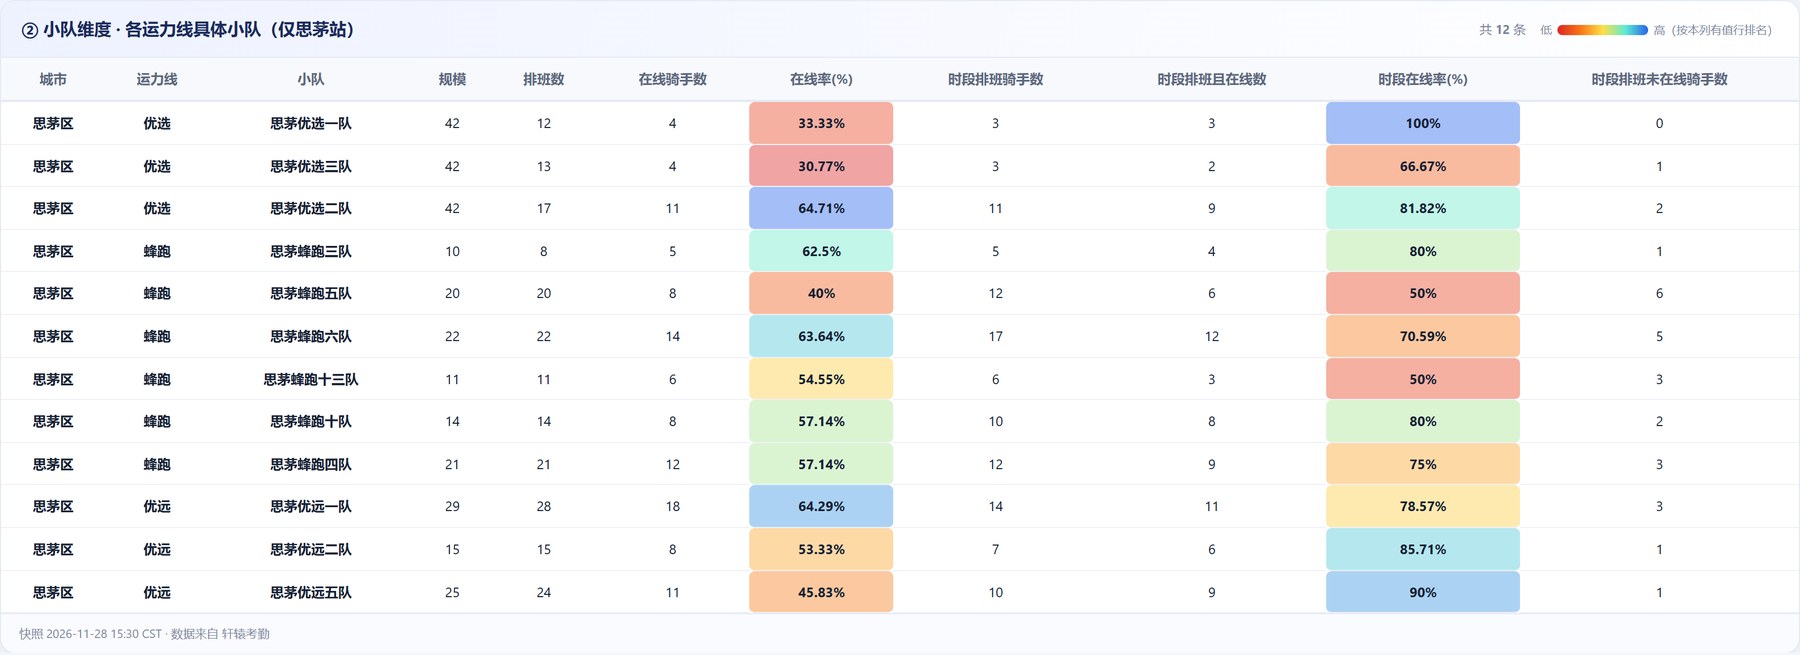 ② 小队维度 · 各运力线具体小队（仅思茅站）
共 12 条 低 高 (按本列有值行排名)
城市 运力线 小队 规模 排班数 在线骑手数 在线率(%) 时段排班骑手数 时段排班且在线数 时段在线率(%) 时段排班未在线骑手数
思茅区 优选 思茅优选一队 42 12 4 33.33% 3 3 100% 0
思茅区 优选 思茅优选三队 42 13 4 30.77% 3 2 66.67% 1
思茅区 优选 思茅优选二队 42 17 11 64.71% 11 9 81.82% 2
思茅区 蜂跑 思茅蜂跑三队 10 8 5 62.5% 5 4 80% 1
思茅区 蜂跑 思茅蜂跑五队 20 20 8 40% 12 6 50% 6
思茅区 蜂跑 思茅蜂跑六队 22 22 14 63.64% 17 12 70.59% 5
思茅区 蜂跑 思茅蜂跑十三队 11 11 6 54.55% 6 3 50% 3
思茅区 蜂跑 思茅蜂跑十队 14 14 8 57.14% 10 8 80% 2
思茅区 蜂跑 思茅蜂跑四队 21 21 12 57.14% 12 9 75% 3
思茅区 优远 思茅优远一队 29 28 18 64.29% 14 11 78.57% 3
思茅区 优远 思茅优远二队 15 15 8 53.33% 7 6 85.71% 1
思茅区 优远 思茅优远五队 25 24 11 45.83% 10 9 90% 1
快照 2026-11-28 15:30 CST · 数据来自 轩辕考勤